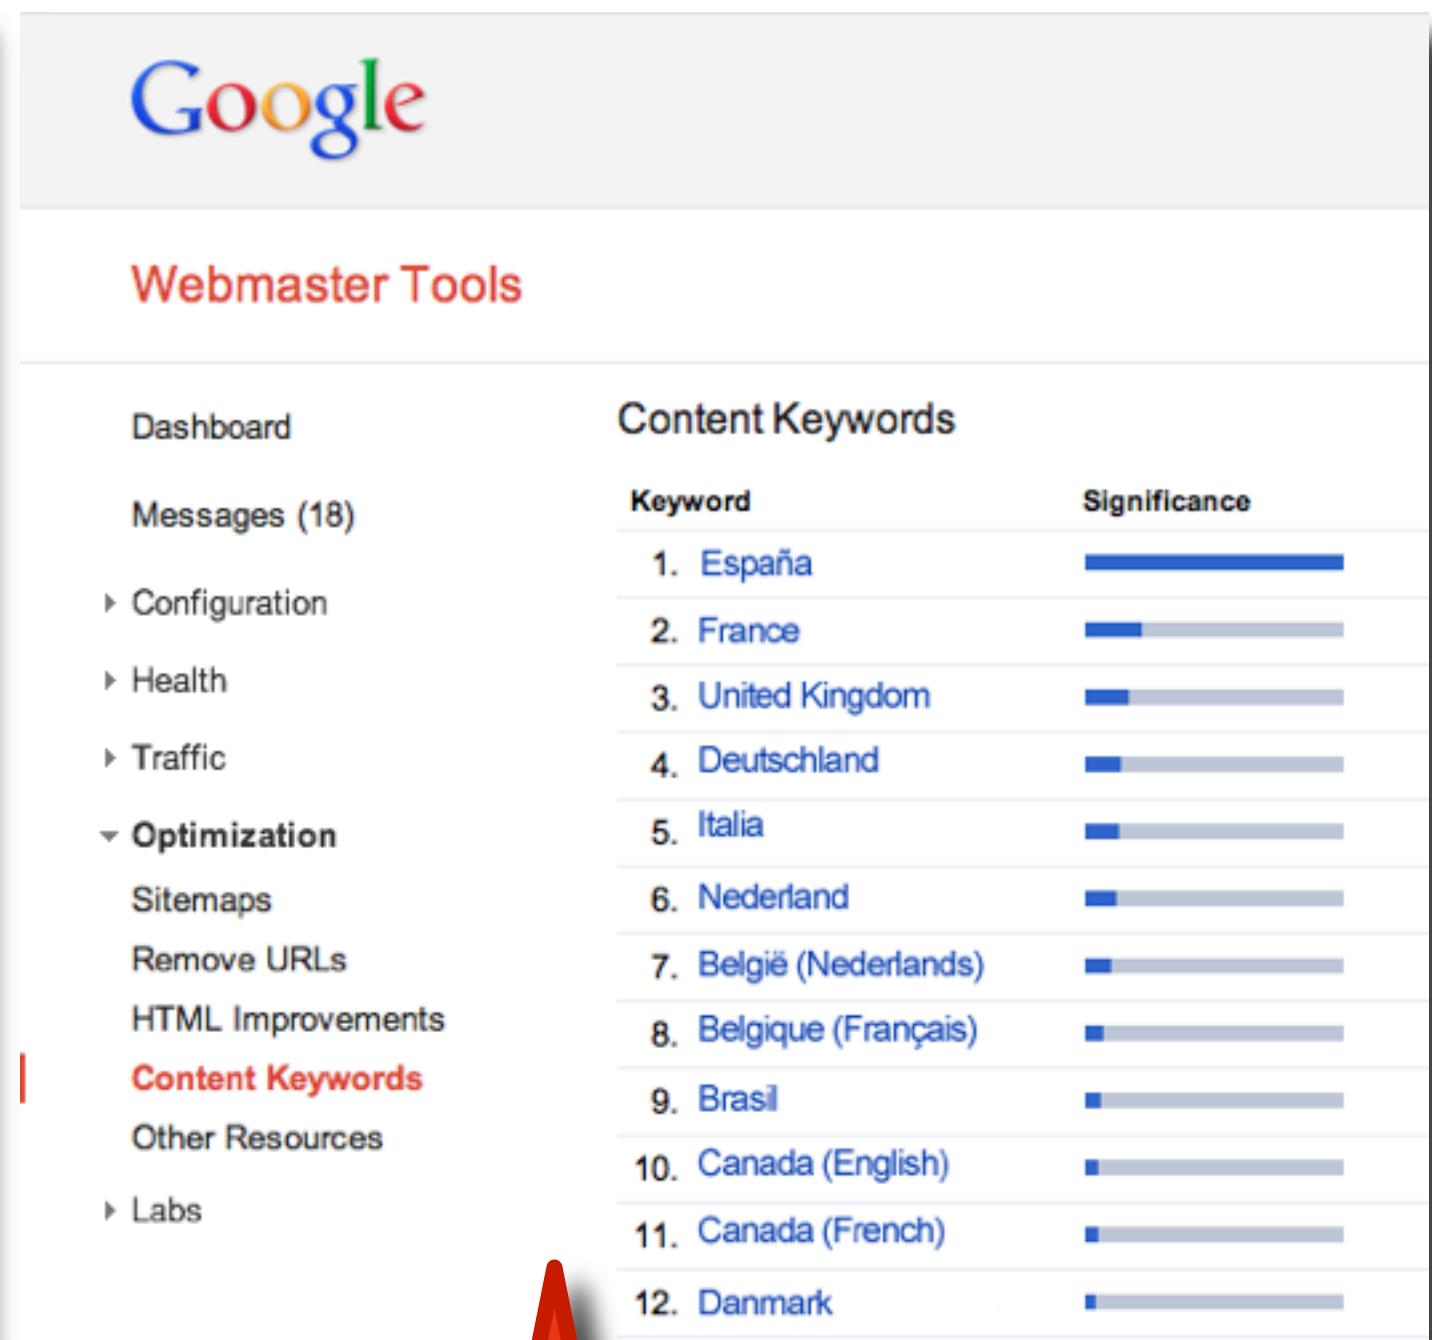 Google
Webmaster Tools
Dashboard
Messages (18)
Configuration
Health
Traffic
Optimization
Sitemaps
Remove URLs
HTML Improvements
Content Keywords
Other Resources
Labs
Content Keywords
Keyword Significance
1. España
2. France
3. United Kingdom
4. Deutschland
5. Italia
6. Nederland
7. België (Nederlands)
8. Belgique (Français)
9. Brasil
10. Canada (English)
11. Canada (French)
12. Danmark